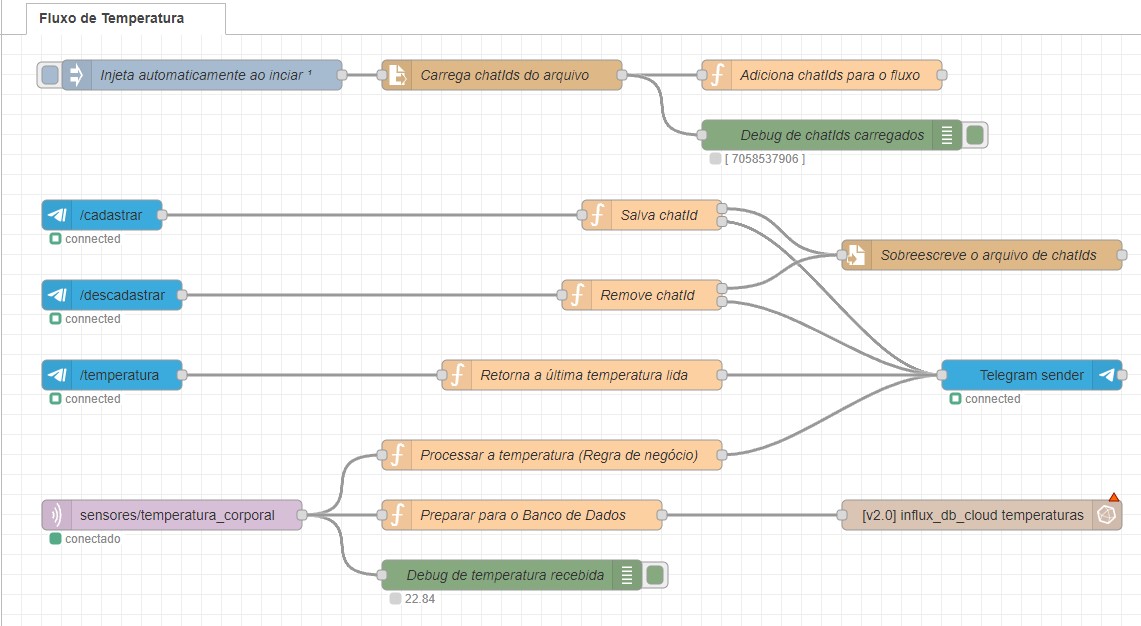 Fluxo de Temperatura
Injeta automaticamente ao inciar ¹
Carrega chatIds do arquivo
Adiciona chatIds para o fluxo
Debug de chatIds carregados
[ 7058537906 ]
/cadastrar
connected
Salva chatId
Sobreescreve o arquivo de chatIds
/descadastrar
connected
Remove chatId
/temperatura
connected
Retorna a última temperatura lida
Telegram sender
connected
Processar a temperatura (Regra de negócio)
sensores/temperatura_corporal
conectado
Preparar para o Banco de Dados
[v2.0] influx_db_cloud temperaturas
Debug de temperatura recebida
22.84